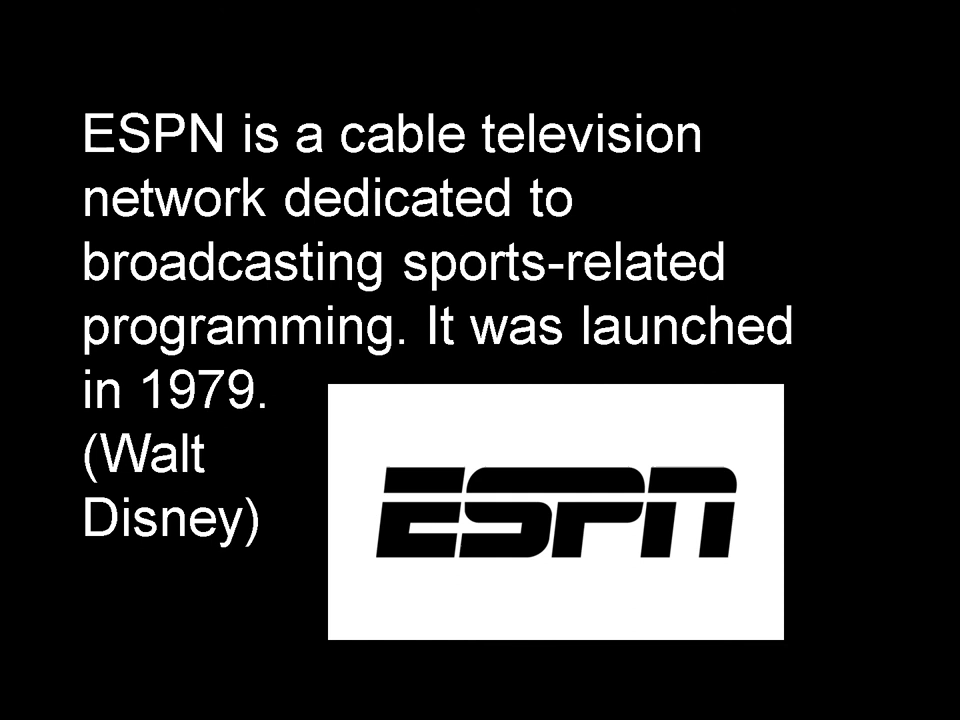 ESPN is a cable television
network dedicated to
broadcasting sports-related
programming. It was launched
in 1979.
(Walt
Disney)
ESPN